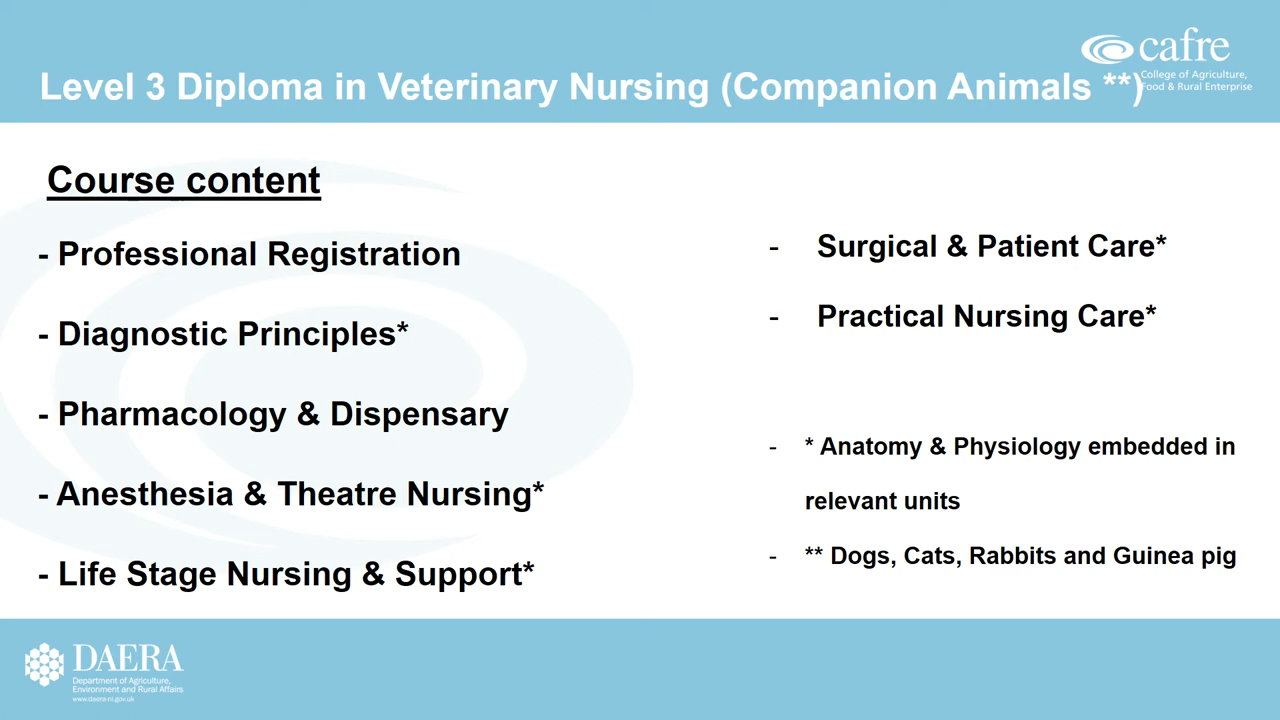 cafre
College of Agriculture,
Food & Rural Enterprise
Level 3 Diploma in Veterinary Nursing (Companion Animals **)
Course content
- Professional Registration
- Diagnostic Principles*
- Pharmacology & Dispensary
- Anesthesia & Theatre Nursing*
- Life Stage Nursing & Support*
- Surgical & Patient Care*
- Practical Nursing Care*
- * Anatomy & Physiology embedded in
relevant units
- ** Dogs, Cats, Rabbits and Guinea pig
DAERA
Department of Agriculture,
Environment and Rural Affairs
www.daera-ni.gov.uk